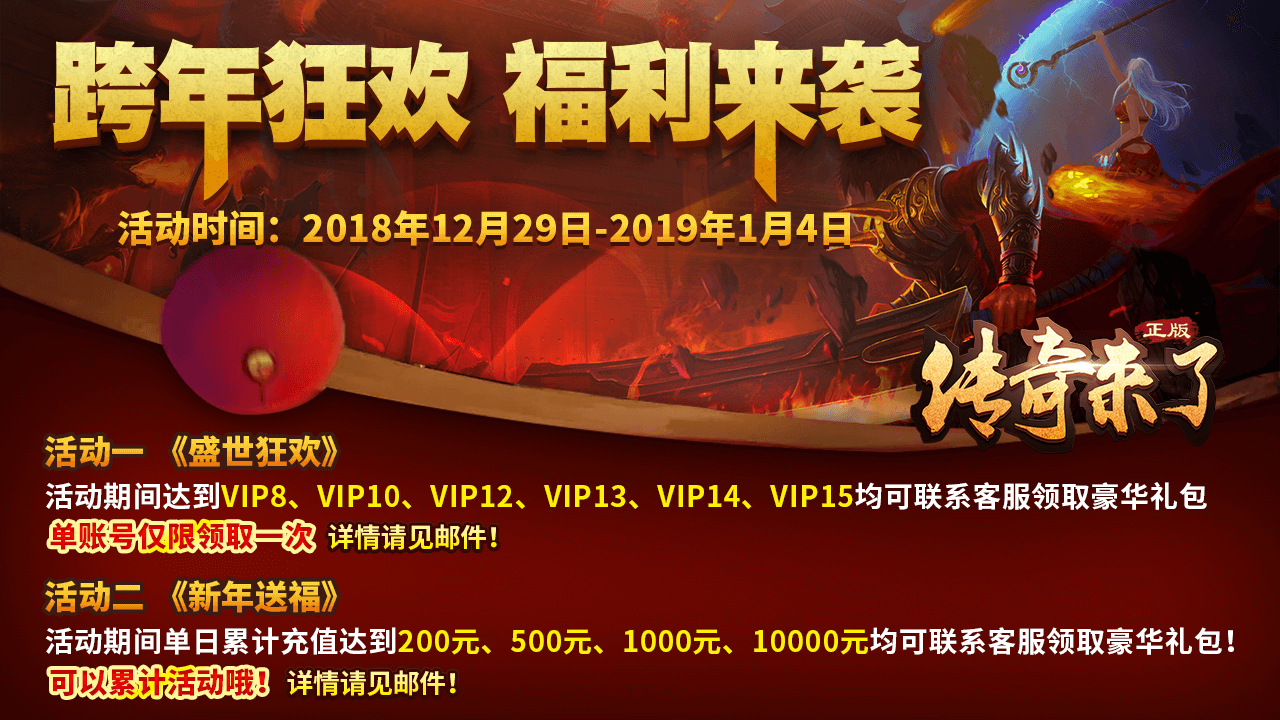 跨年狂欢 福利来袭
活动时间：2018年12月29日-2019年1月4日
正版
传奇来了
活动一 《盛世狂欢》
活动期间达到VIP8、VIP10、VIP12、VIP13、VIP14、VIP15均可联系客服领取豪华礼包
单账号仅限领取一次 详情请见邮件！
活动二 《新年送福》
活动期间单日累计充值达到200元、500元、1000元、10000元均可联系客服领取豪华礼包！
可以累计活动哦！ 详情请见邮件！